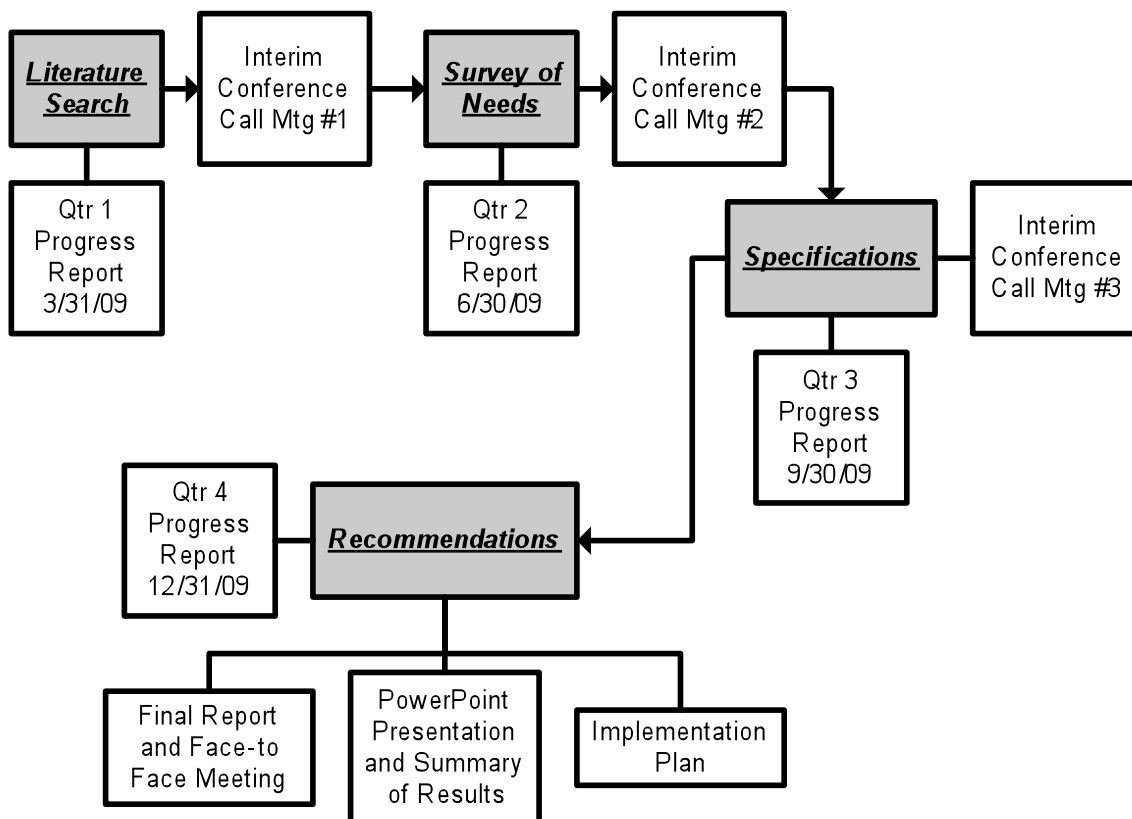 Literature
Search
Interim
Conference
Call Mtg #1
Survey of
Needs
Interim
Conference
Call Mtg #2
Qtr 1
Progress
Report
3/31/09
Qtr 2
Progress
Report
6/30/09
Specifications
Interim
Conference
Call Mtg #3
Qtr 3
Progress
Report
9/30/09
Qtr 4
Progress
Report
12/31/09
Recommendations
Final Report
and Face-to
Face Meeting
PowerPoint
Presentation
and Summary
of Results
Implementation
Plan